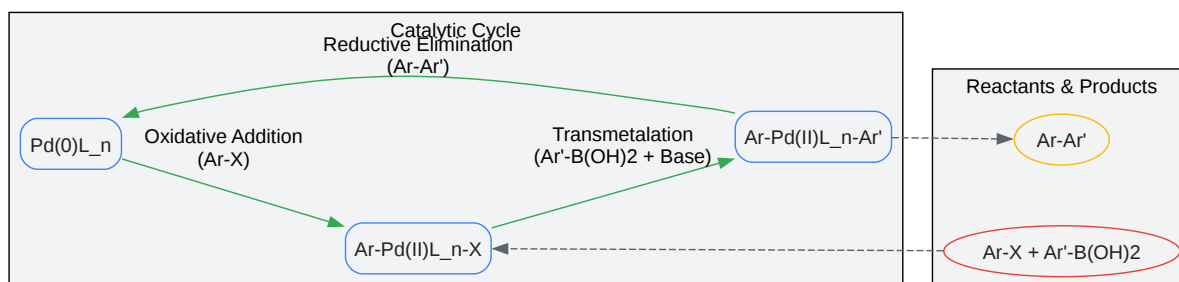 Catalytic Cycle
Reductive Elimination
(Ar-Ar')
Reactants & Products
Pd(0)L_n
Oxidative Addition
(Ar-X)
Transmetalation
(Ar'-B(OH)2 + Base)
Ar-Pd(II)L_n-Ar'
Ar-Ar'
Ar-Pd(II)L_n-X
Ar-X + Ar'-B(OH)2